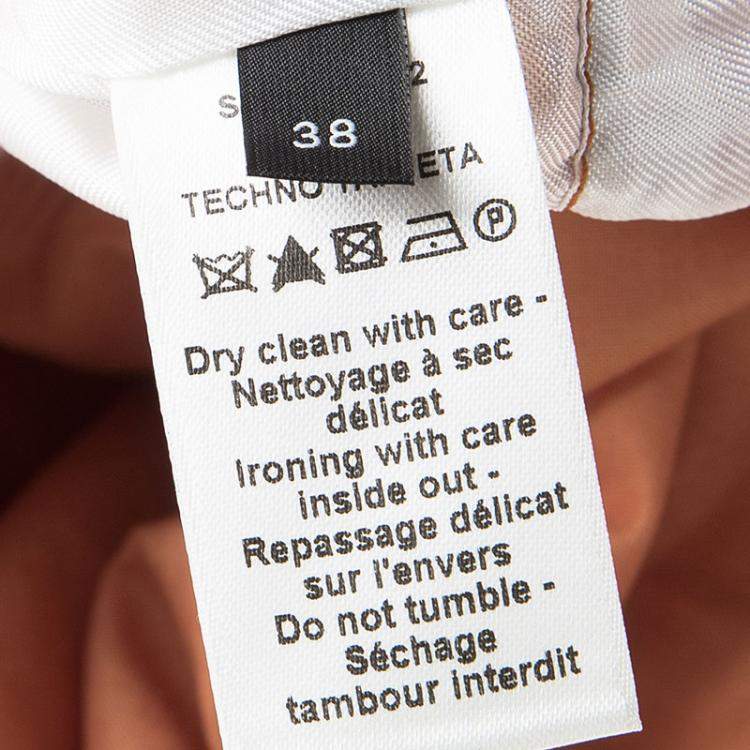 38
TECHNO
Dry clean with care -
Nettoyage à sec
délicat
Ironing with care
inside out -
Repassage délicat
sur l'envers
Do not tumble -
Séchage
tambour interdit